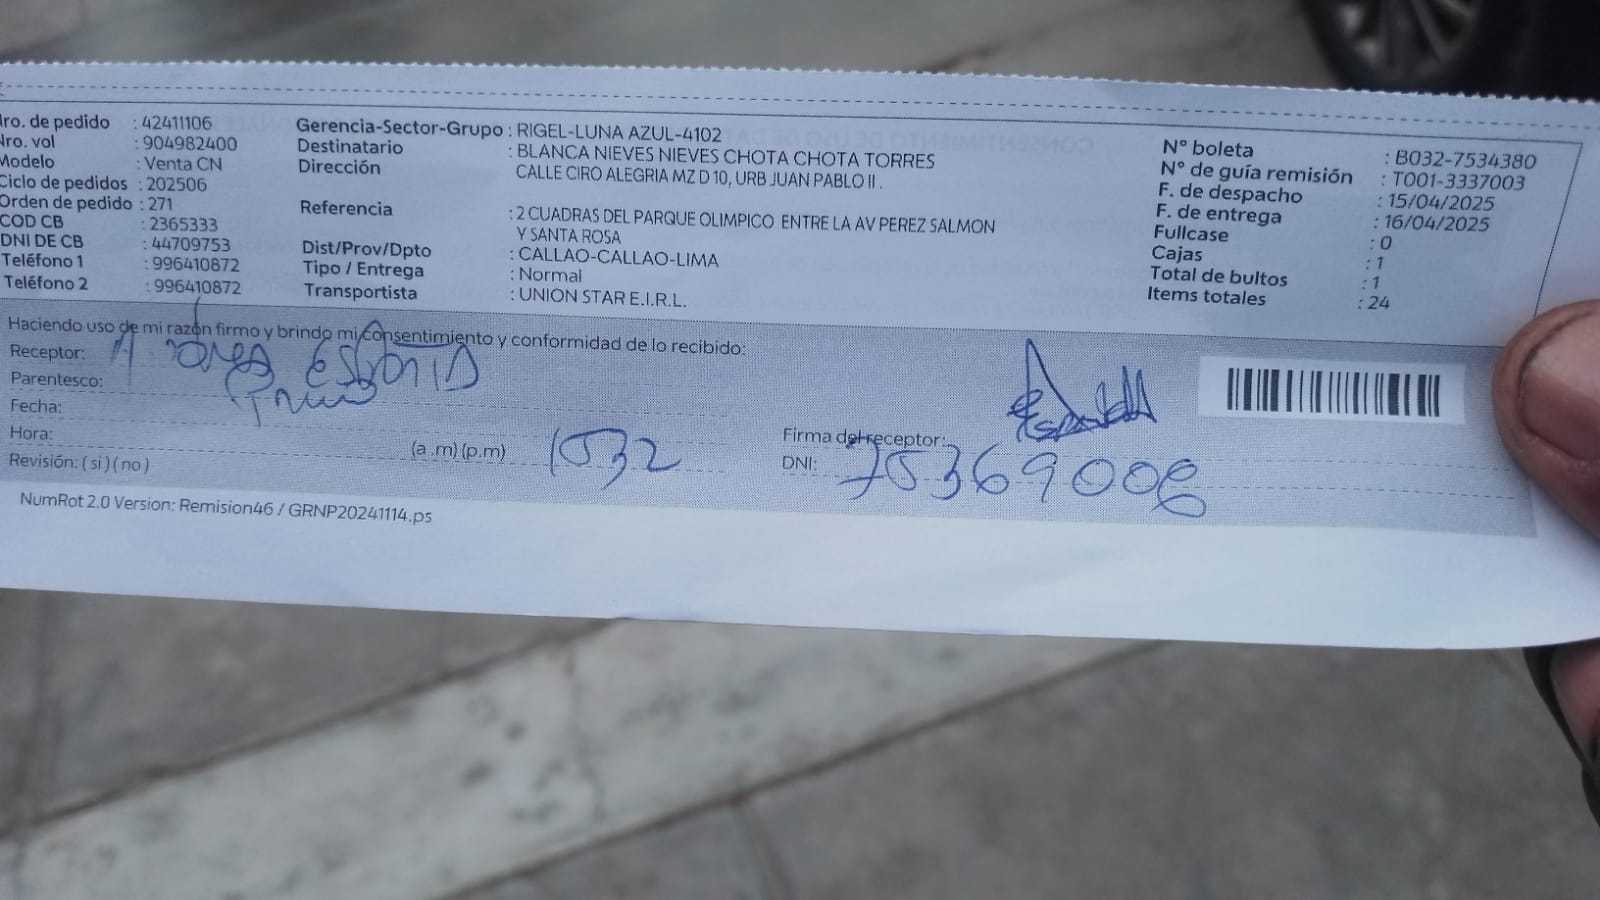 Nro. de pedido : 42411106
Nro. vol : 904982400
Modelo : Venta CN
Ciclo de pedidos : 202506
Orden de pedido : 271
COD CB : 2365333
DNI DE CB : 44709753
Teléfono 1 : 996410872
Teléfono 2 : 996410872
Gerencia-Sector-Grupo : RIGEL-LUNA AZUL-4102
Destinatario : BLANCA NIEVES NIEVES CHOTA CHOTA TORRES
Dirección CALLE CIRO ALEGRIA MZ D 10, URB JUAN PABLO II .
Referencia : 2 CUADRAS DEL PARQUE OLIMPICO ENTRE LA AV PEREZ SALMON
Y SANTA ROSA
Dist/Prov/Dpto : CALLAO-CALLAO-LIMA
Tipo / Entrega : Normal
Transportista : UNION STAR E.I.R.L.
N° boleta : B032-7534380
N° de guía remisión : T001-3337003
F. de despacho : 15/04/2025
F. de entrega : 16/04/2025
Fullcase : 0
Cajas : 1
Total de bultos : 1
Items totales : 24
Haciendo uso de mi razón firmo y brindo mi consentimiento y conformidad de lo recibido:
Receptor:
Parentesco:
Fecha:
Hora: (a .m) (p.m) 1532
Revisión: ( si ) ( no )
Firma del receptor:
DNI: 75369008
NumRot 2.0 Version: Remision46 / GRNP20241114.ps